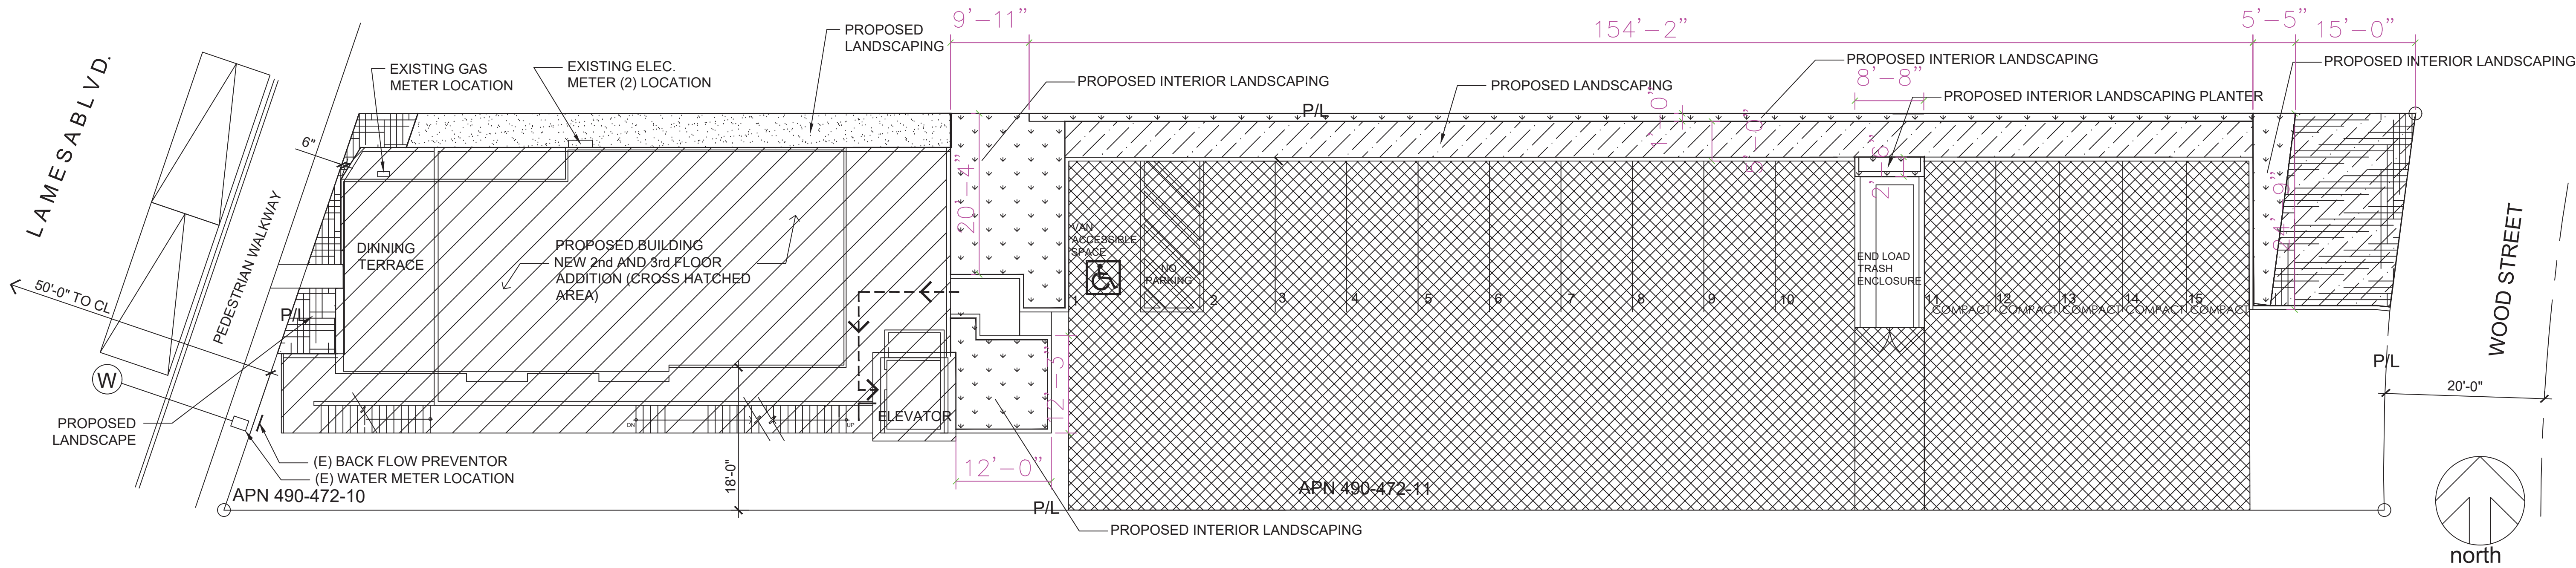 9'-11"
154'-2"
5'-5"
15'-0"
PROPOSED
LANDSCAPING
EXISTING GAS
METER LOCATION
EXISTING ELEC.
METER (2) LOCATION
PROPOSED INTERIOR LANDSCAPING
PROPOSED LANDSCAPING
PROPOSED INTERIOR LANDSCAPING
8'-8"
PROPOSED INTERIOR LANDSCAPING PLANTER
PROPOSED INTERIOR LANDSCAPING
P/L
LAMESABLVD.
6"
PEDESTRIAN WALKWAY
50'-0" TO CL
P/L
W
DINNING
TERRACE
PROPOSED BUILDING
NEW 2nd AND 3rd FLOOR
ADDITION (CROSS HATCHED
AREA)
20'-4"
VAN
ACCESSIBLE
SPACE
NO
PARKING
1
2
3
4
5
6
7
8
9
10
2'-6"
END LOAD
TRASH
ENCLOSURE
11
12
13
14
15
COMPACT
COMPACT
COMPACT
COMPACT
COMPACT
WOOD STREET
P/L
20'-0"
ELEVATOR
DN
UP
12'-0"
18'-0"
PROPOSED
LANDSCAPE
(E) BACK FLOW PREVENTOR
(E) WATER METER LOCATION
APN 490-472-10
APN 490-472-11
P/L
PROPOSED INTERIOR LANDSCAPING
north